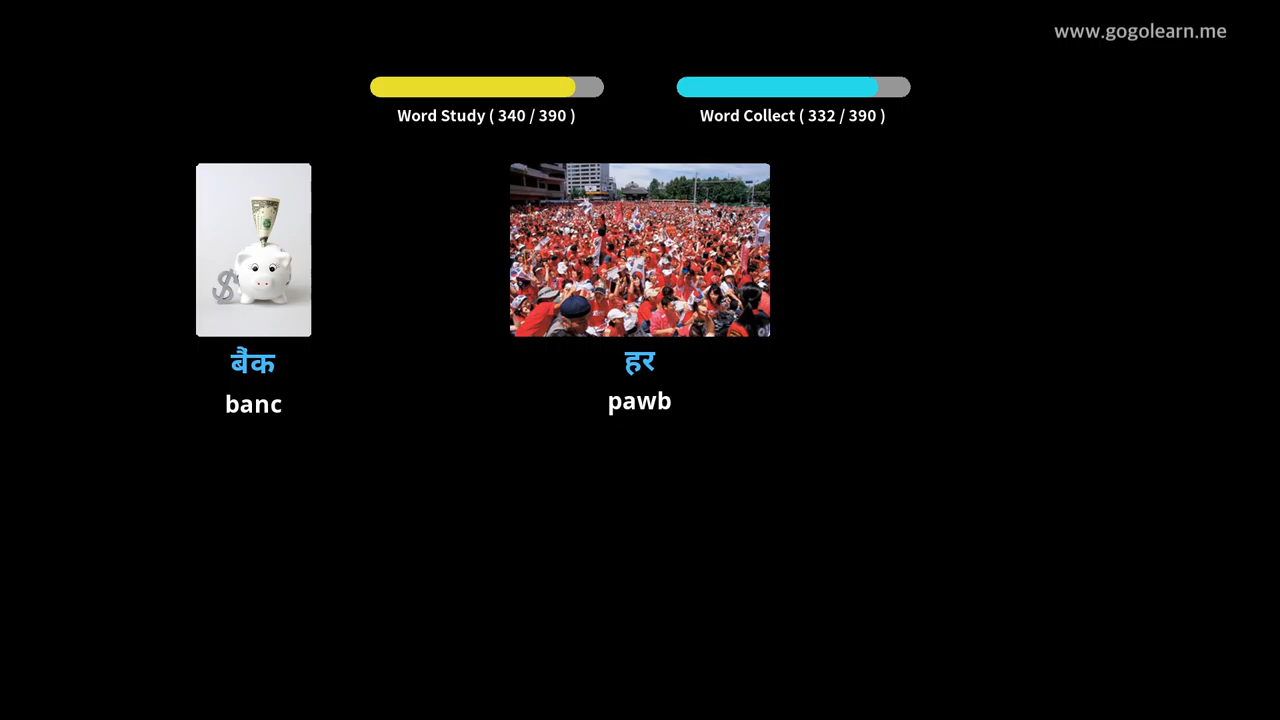 www.gogolearn.me
Word Study ( 340 / 390 )
Word Collect ( 332 / 390 )
बैंक
banc
हर
pawb